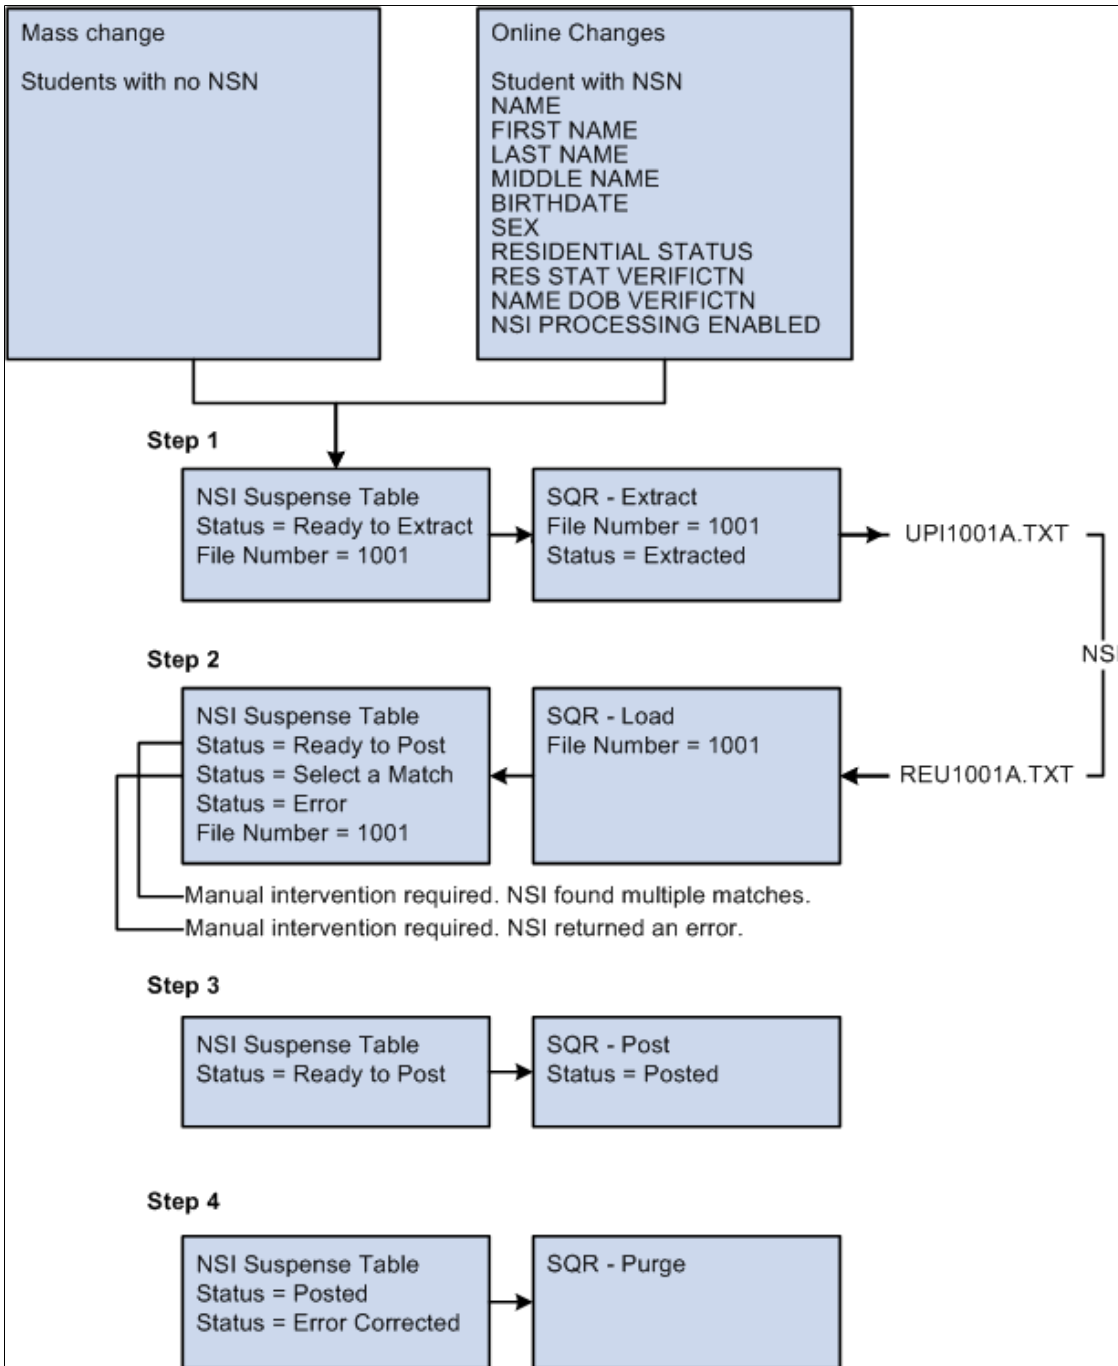 Mass change
Students with no NSN
Online Changes
Student with NSN
NAME
FIRST NAME
LAST NAME
MIDDLE NAME
BIRTHDATE
SEX
RESIDENTIAL STATUS
RES STAT VERIFICTN
NAME DOB VERIFICTN
NSI PROCESSING ENABLED
Step 1
NSI Suspense Table
Status = Ready to Extract
File Number = 1001
SQR - Extract
File Number = 1001
Status = Extracted
UPI1001A.TXT
NSI
Step 2
NSI Suspense Table
Status = Ready to Post
Status = Select a Match
Status = Error
File Number = 1001
SQR - Load
File Number = 1001
REU1001A.TXT
Manual intervention required. NSI found multiple matches.
Manual intervention required. NSI returned an error.
Step 3
NSI Suspense Table
Status = Ready to Post
SQR - Post
Status = Posted
Step 4
NSI Suspense Table
Status = Posted
Status = Error Corrected
SQR - Purge